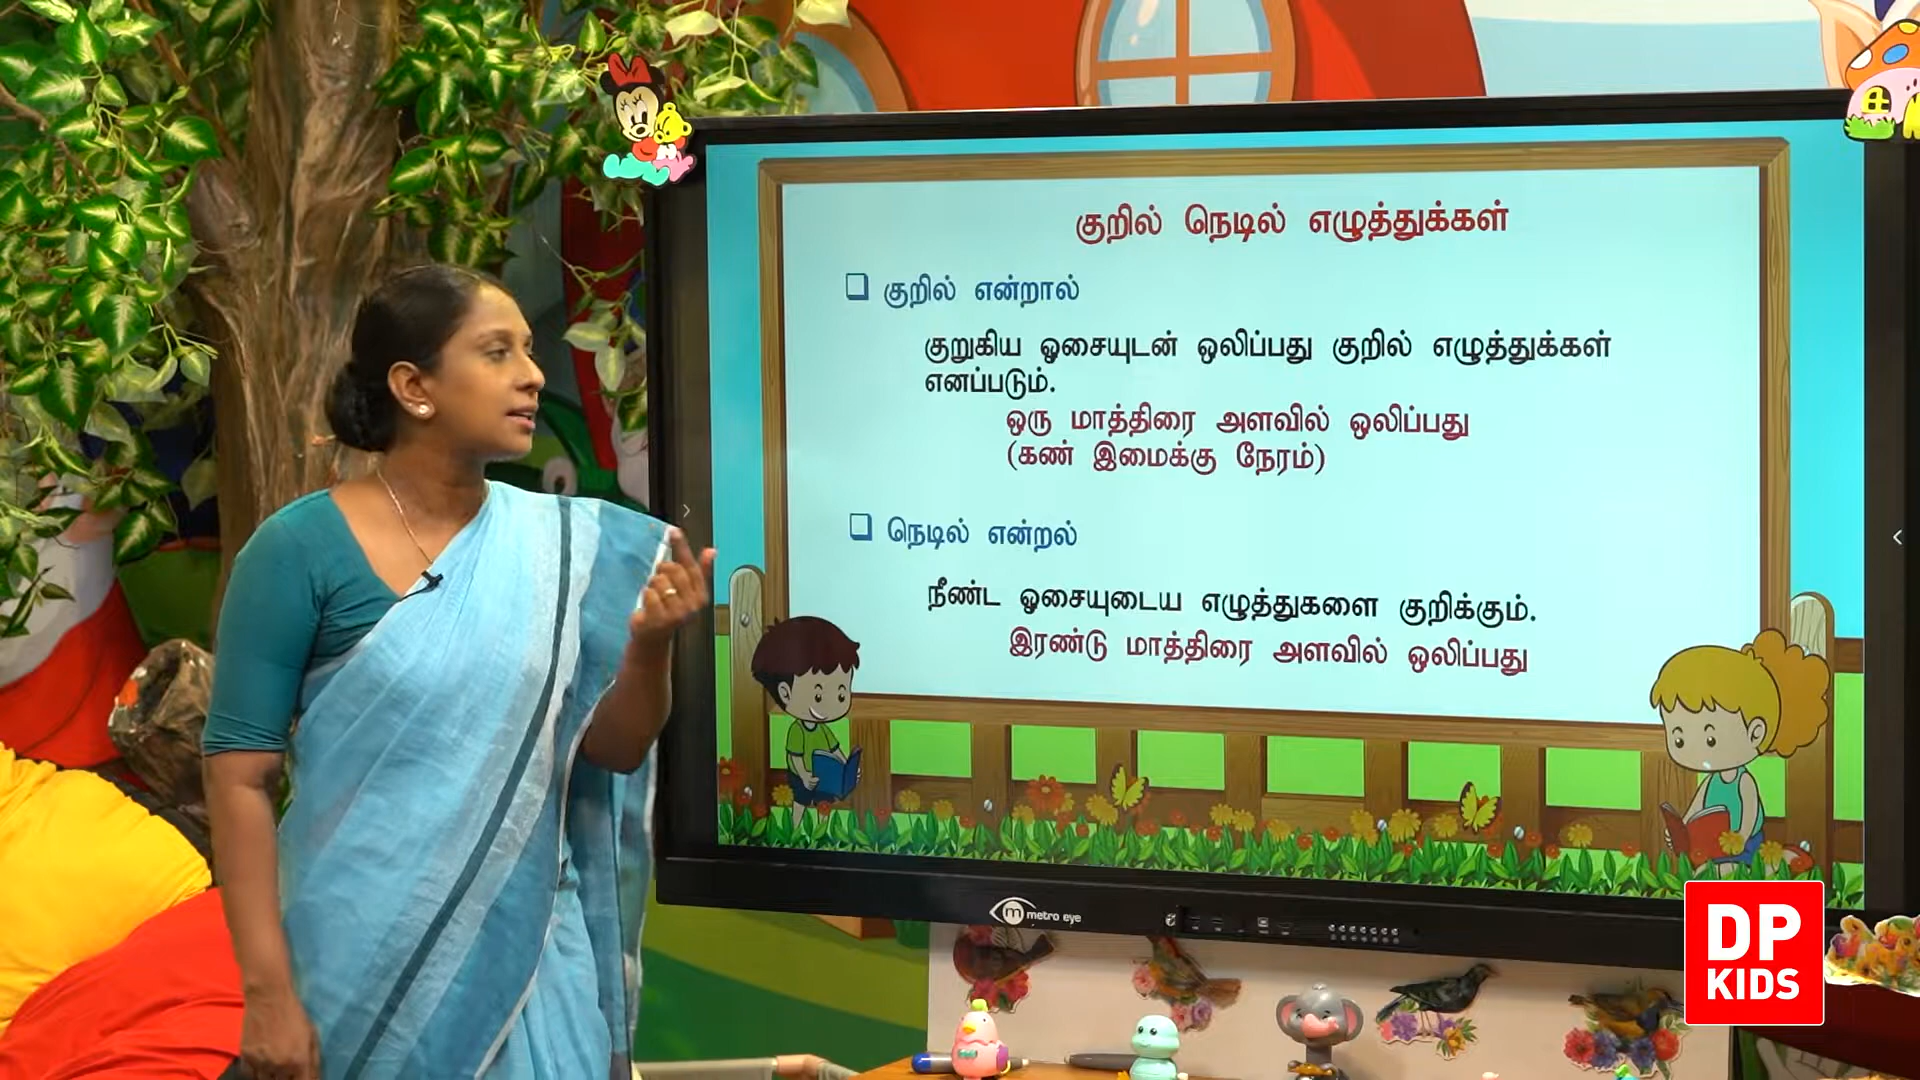 குறில் நெடில் எழுத்துக்கள்
குறில் என்றால்
குறுகிய ஓசையுடன் ஒலிப்பது குறில் எழுத்துக்கள்
எனப்படும்.
ஒரு மாத்திரை அளவில் ஒலிப்பது
(கண் இமைக்கு நேரம்)
நெடில் என்றல்
நீண்ட ஓசையுடைய எழுத்துகளை குறிக்கும்.
இரண்டு மாத்திரை அளவில் ஒலிப்பது
metro eye
DP
KIDS